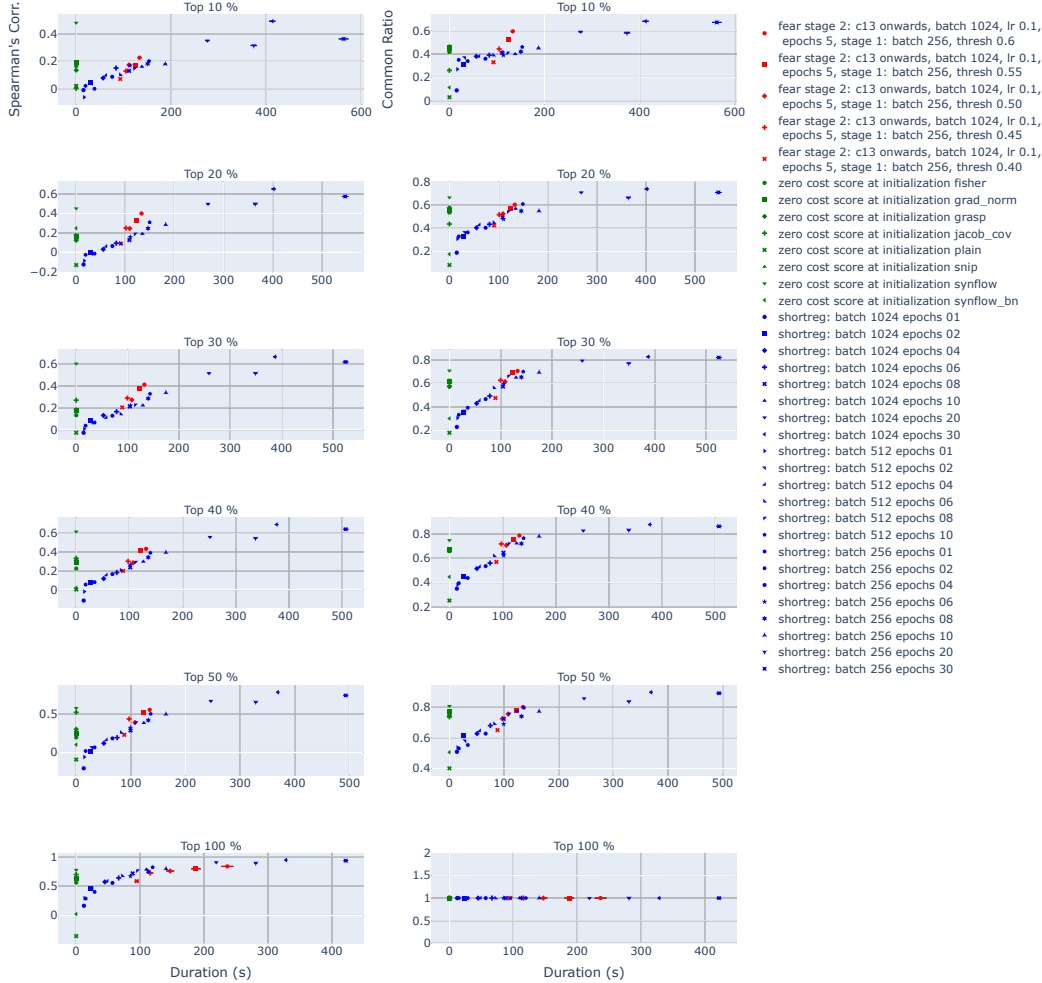 Top 10 %
Spearman's Corr.
0.4
0.2
0
0
200
400
600
Top 10 %
Common Ratio
0.6
0.4
0.2
0
0
200
400
600
Top 20 %
0.6
0.4
0.2
0
−0.2
0
100
200
300
400
500
Top 20 %
0.8
0.6
0.4
0.2
0
100
200
300
400
500
Top 30 %
0.6
0.4
0.2
0
0
100
200
300
400
500
Top 30 %
0.8
0.6
0.4
0.2
0
100
200
300
400
500
Top 40 %
0.6
0.4
0.2
0
0
100
200
300
400
500
Top 40 %
0.8
0.6
0.4
0.2
0
100
200
300
400
500
Top 50 %
0.5
0
0
100
200
300
400
500
Top 50 %
0.8
0.6
0.4
0
100
200
300
400
500
Top 100 %
1
0.5
0
0
100
200
300
400
Duration (s)
Top 100 %
2
1.5
1
0.5
0
0
100
200
300
400
Duration (s)
fear stage 2: c13 onwards, batch 1024, lr 0.1,
epochs 5, stage 1: batch 256, thresh 0.6
fear stage 2: c13 onwards, batch 1024, lr 0.1,
epochs 5, stage 1: batch 256, thresh 0.55
fear stage 2: c13 onwards, batch 1024, lr 0.1,
epochs 5, stage 1: batch 256, thresh 0.50
fear stage 2: c13 onwards, batch 1024, lr 0.1,
epochs 5, stage 1: batch 256, thresh 0.45
fear stage 2: c13 onwards, batch 1024, lr 0.1,
epochs 5, stage 1: batch 256, thresh 0.40
zero cost score at initialization fisher
zero cost score at initialization grad_norm
zero cost score at initialization grasp
zero cost score at initialization jacob_cov
zero cost score at initialization plain
zero cost score at initialization snip
zero cost score at initialization synflow
zero cost score at initialization synflow_bn
shortreg: batch 1024 epochs 01
shortreg: batch 1024 epochs 02
shortreg: batch 1024 epochs 04
shortreg: batch 1024 epochs 06
shortreg: batch 1024 epochs 08
shortreg: batch 1024 epochs 10
shortreg: batch 1024 epochs 20
shortreg: batch 1024 epochs 30
shortreg: batch 512 epochs 01
shortreg: batch 512 epochs 02
shortreg: batch 512 epochs 04
shortreg: batch 512 epochs 06
shortreg: batch 512 epochs 08
shortreg: batch 512 epochs 10
shortreg: batch 256 epochs 01
shortreg: batch 256 epochs 02
shortreg: batch 256 epochs 04
shortreg: batch 256 epochs 06
shortreg: batch 256 epochs 08
shortreg: batch 256 epochs 10
shortreg: batch 256 epochs 20
shortreg: batch 256 epochs 30